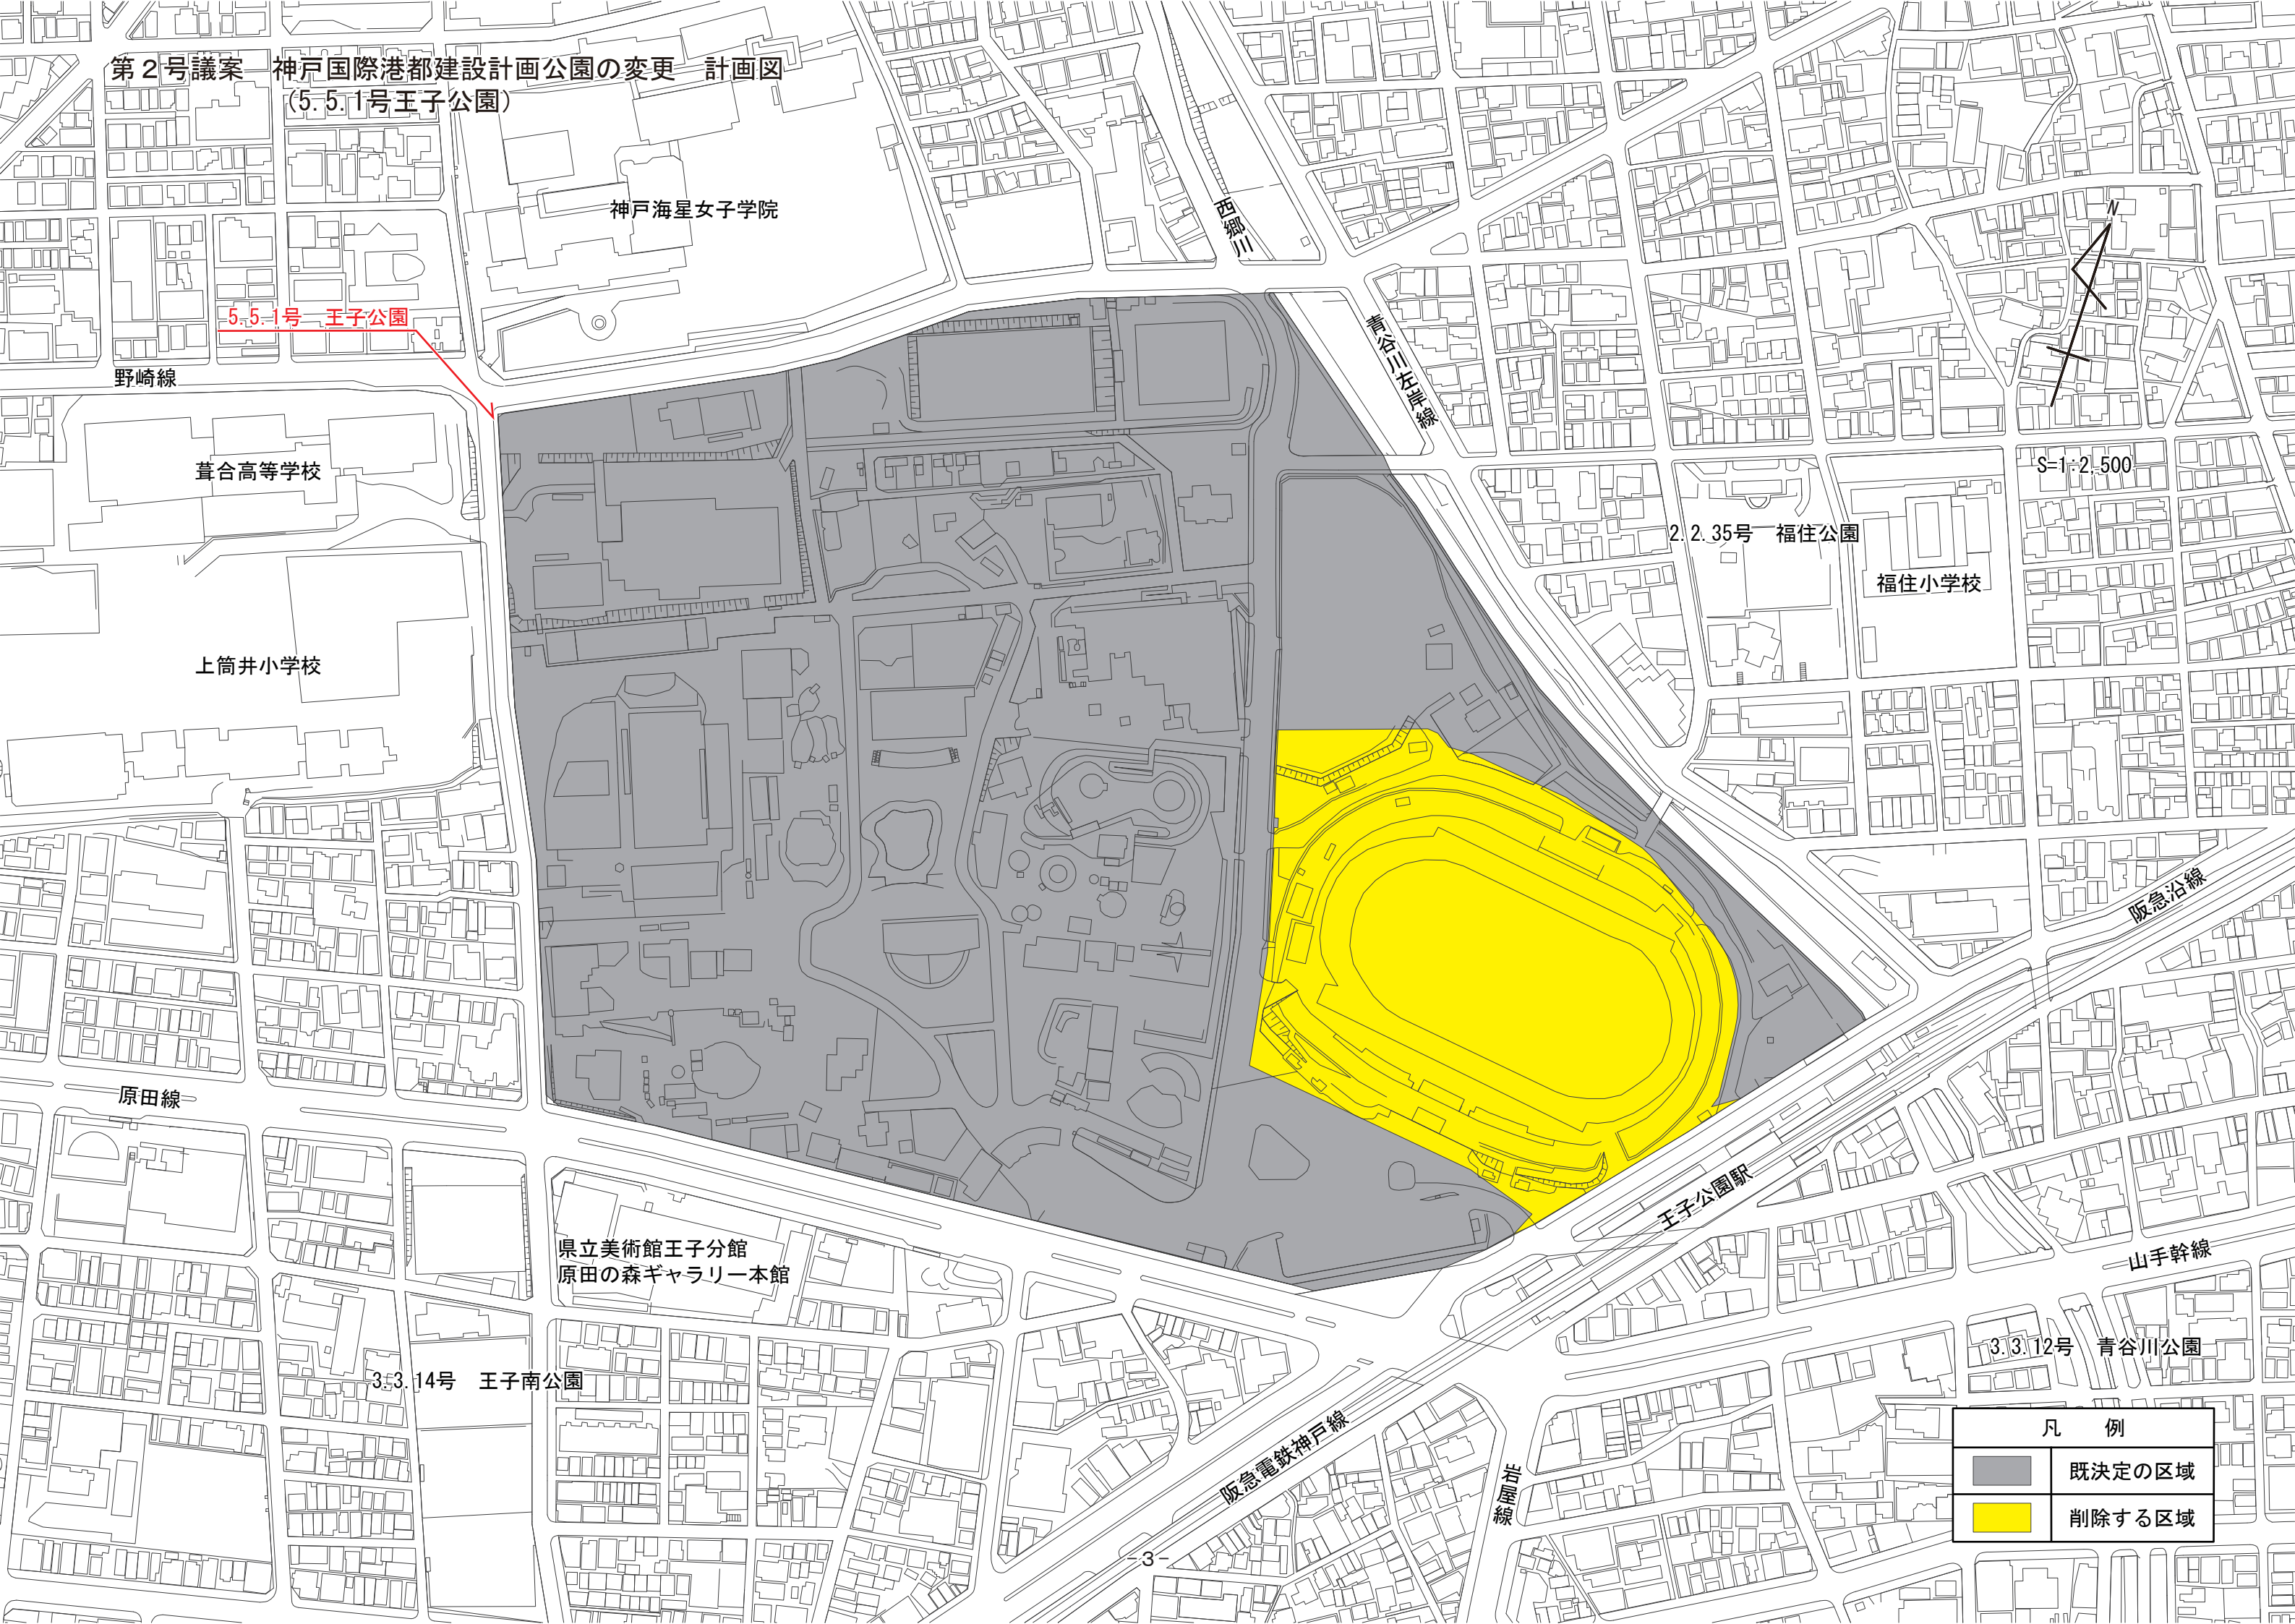 第２号議案　神戸国際港都建設計画公園の変更　計画図
（5.5.1号王子公園）
神戸海星女子学院
西郷川
N
5.5.1号　王子公園
野崎線
青谷川左岸線
葺合高等学校
S=1:2,500
2.2.35号　福住公園
福住小学校
上筒井小学校
阪急沿線
原田線
王子公園駅
県立美術館王子分館
原田の森ギャラリー本館
山手幹線
3.3.14号　王子南公園
3.3.12号　青谷川公園
阪急電鉄神戸線
岩屋線
凡　例
既決定の区域
削除する区域
-3-